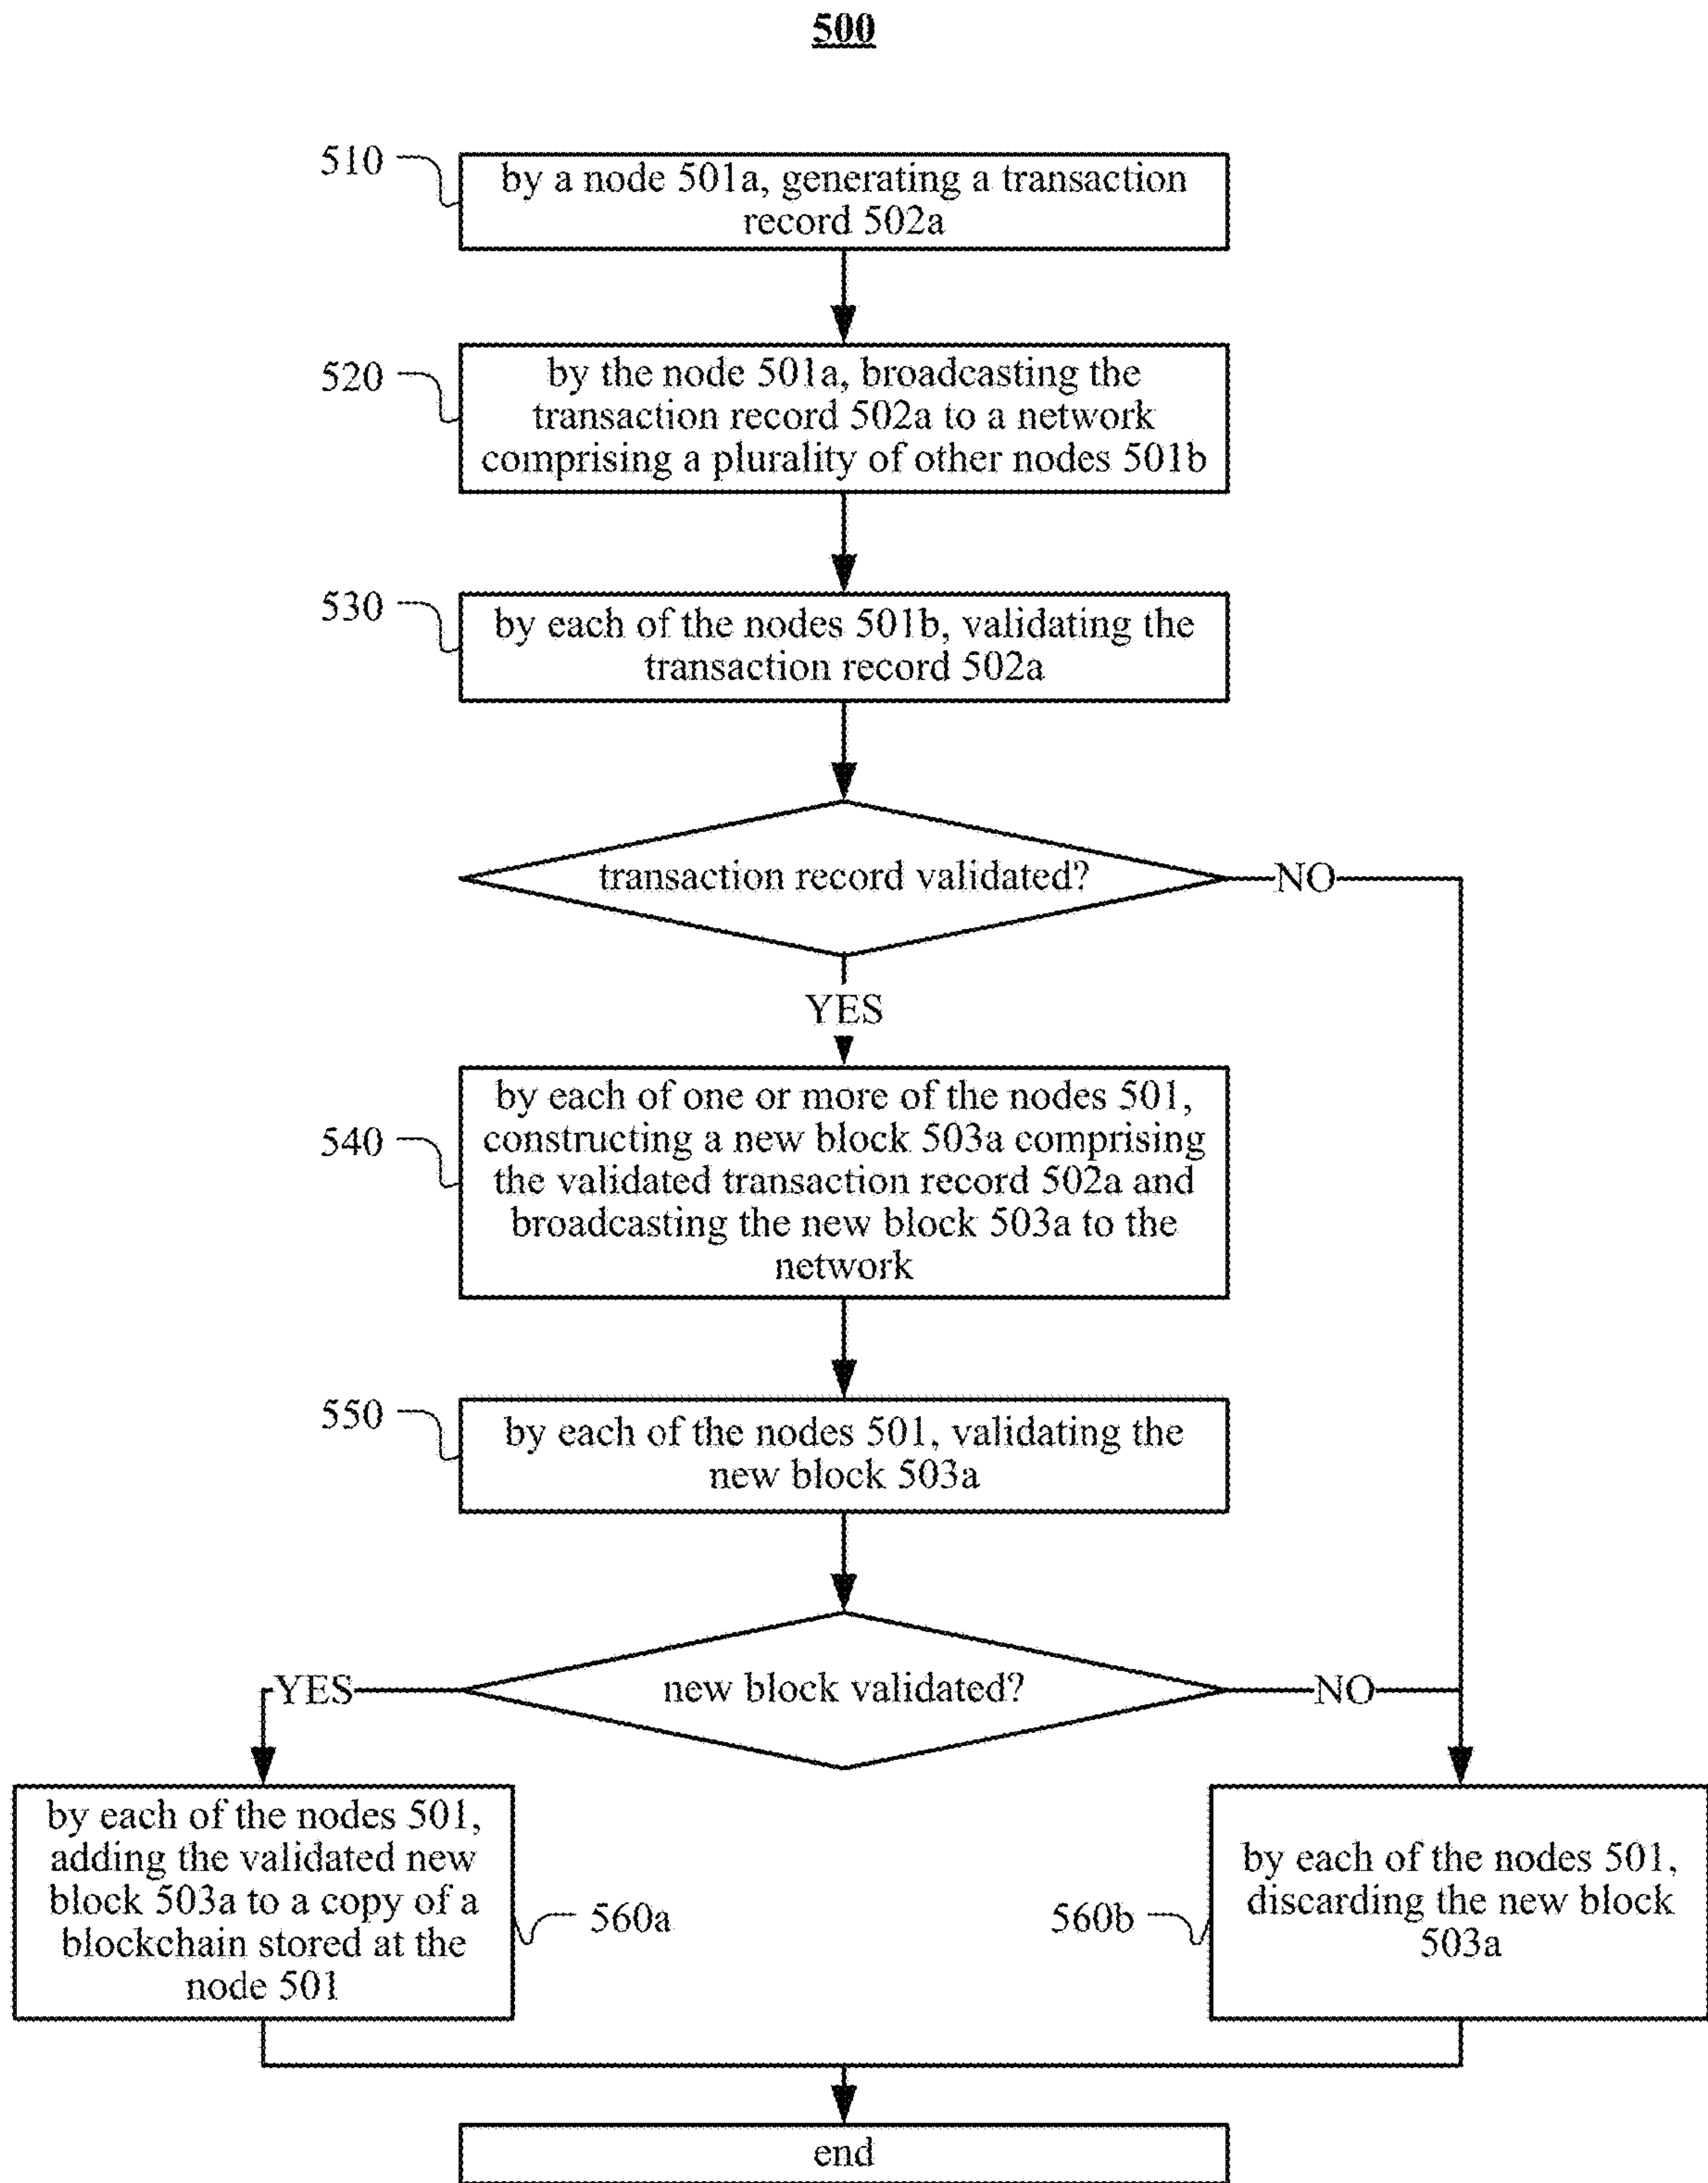 500
510
by a node 501a, generating a transaction
record 502a
520
by the node 501a, broadcasting the
transaction record 502a to a network
comprising a plurality of other nodes 501b
530
by each of the nodes 501b, validating the
transaction record 502a
transaction record validated?
NO
YES
540
by each of one or more of the nodes 501,
constructing a new block 503a comprising
the validated transaction record 502a and
broadcasting the new block 503a to the
network
550
by each of the nodes 501, validating the
new block 503a
YES
new block validated?
NO
by each of the nodes 501,
adding the validated new
block 503a to a copy of a
blockchain stored at the
node 501
560a
560b
by each of the nodes 501,
discarding the new block
503a
end